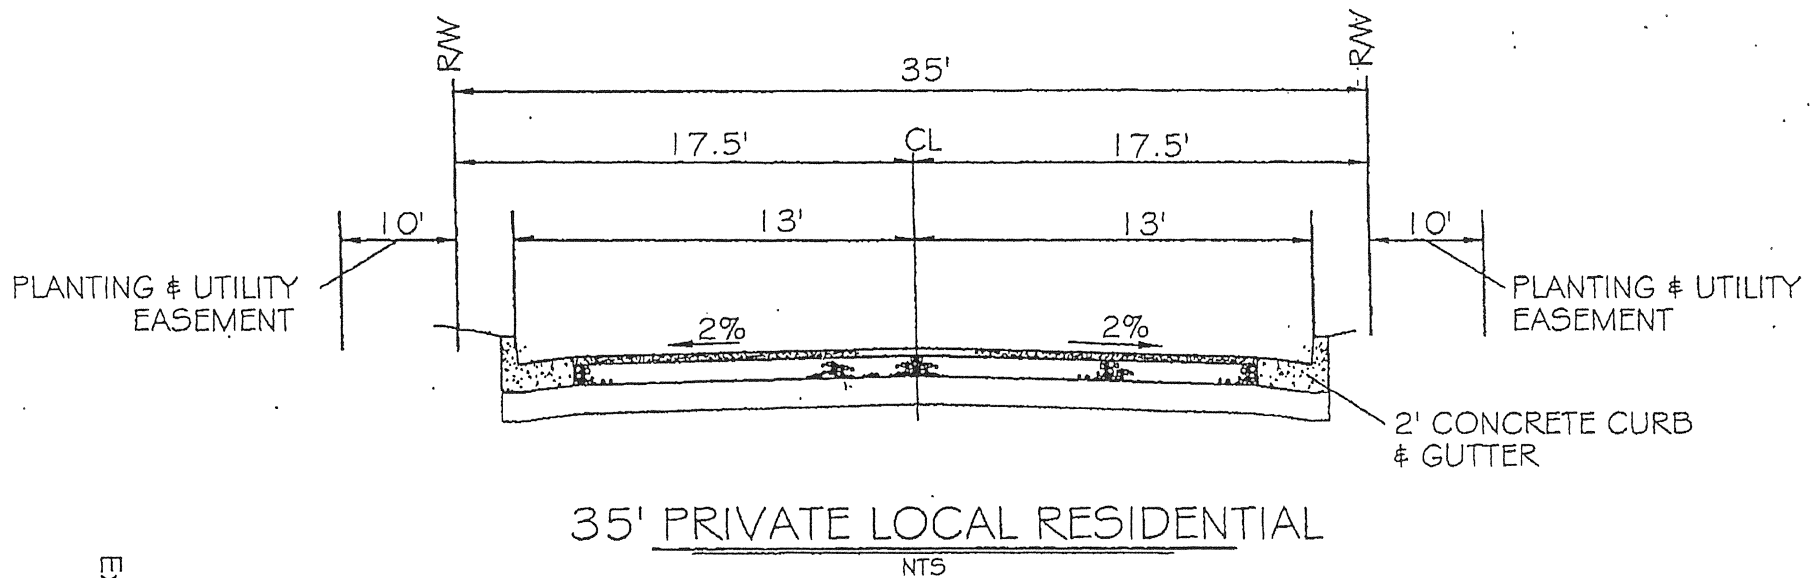 R/W
R/W
35'
17.5'
CL
17.5'
10'
13'
13'
10'
PLANTING & UTILITY
EASEMENT
PLANTING & UTILITY
EASEMENT
2%
2%
2' CONCRETE CURB
& GUTTER
35' PRIVATE LOCAL RESIDENTIAL
NTS